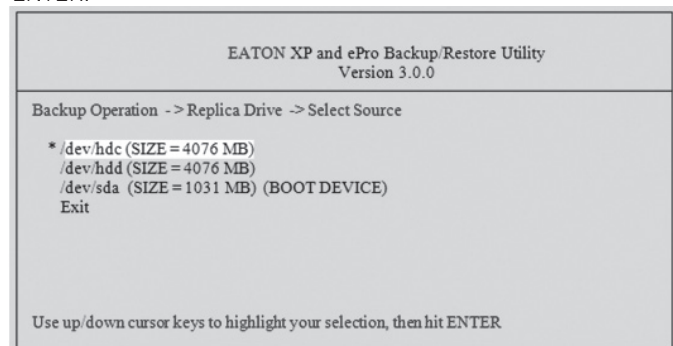 EATON XP and ePro Backup/Restore Utility
Version 3.0.0
Backup Operation -> Replica Drive -> Select Source
* /dev/hdc (SIZE = 4076 MB)
/dev/hdd (SIZE = 4076 MB)
/dev/sda (SIZE = 1031 MB) (BOOT DEVICE)
Exit
Use up/down cursor keys to highlight your selection, then hit ENTER